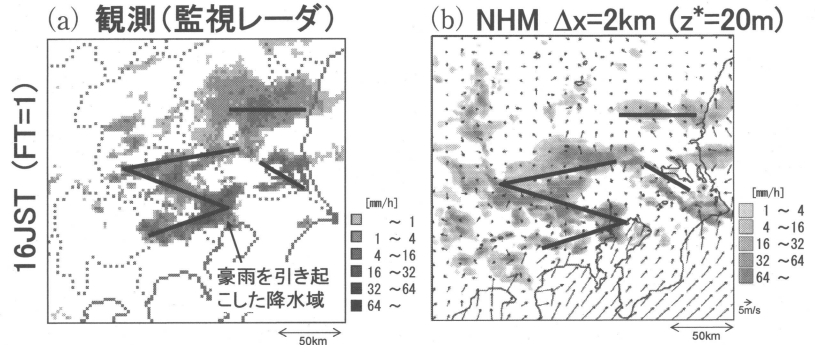 (a) 観測(監視レーダ)
(b) NHM Δx=2km (z*=20m)
16JST (FT=1)
[mm/h]
～ 1
1 ～ 4
4 ～16
16 ～32
32 ～64
64 ～
豪雨を引き起
こした降水域
50km
[mm/h]
1 ～ 4
4 ～16
16 ～32
32 ～64
64 ～
5m/s
50km